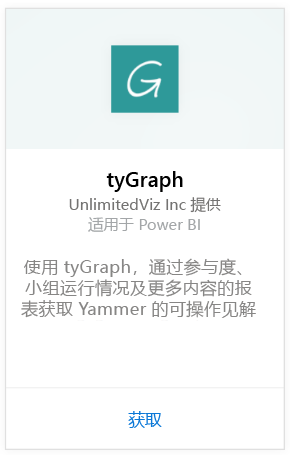 G
tyGraph
UnlimitedViz Inc 提供
适用于 Power BI
使用 tyGraph，通过参与度、
小组运行情况及更多内容的报
表获取 Yammer 的可操作见解
获取